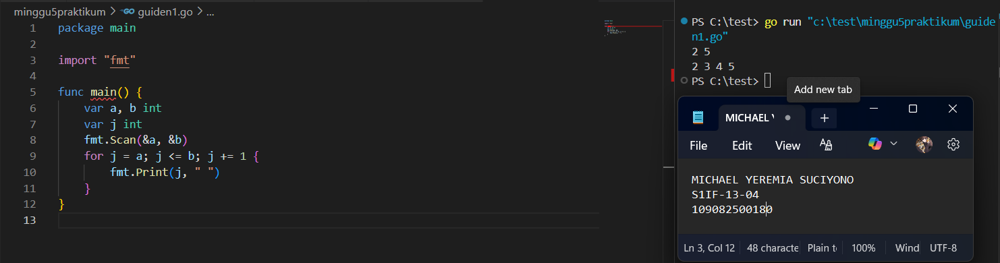 minggu5praktikum > GO guiden1.go > ...
1 package main
2
3 import "fmt"
4
5 func main() {
6 var a, b int
7 var j int
8 fmt.Scan(&a, &b)
9 for j = a; j <= b; j += 1 {
10 fmt.Print(j, " ")
11 }
12 }
13
PS C:\test> go run "c:\test\minggu5praktikum\guide
n1.go"
2 5
2 3 4 5
PS C:\test>
Add new tab
MICHAEL Y
File Edit View
MICHAEL YEREMIA SUCIYONO
S1IF-13-04
109082500180
Ln 3, Col 12 48 characte Plain t 100% Wind UTF-8